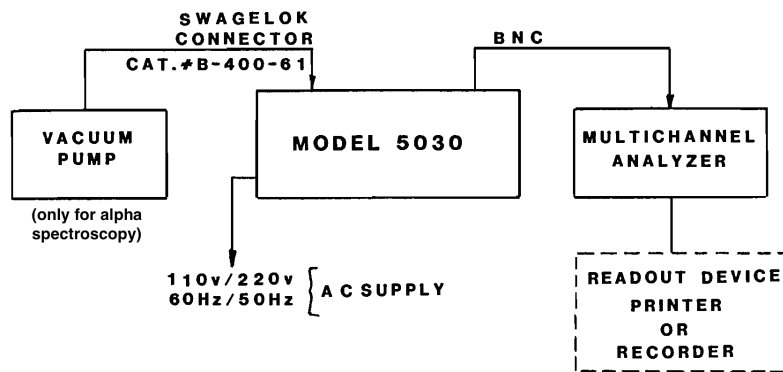 SWAGELOK
CONNECTOR
CAT.#B-400-61
BNC
VACUUM
PUMP
(only for alpha
spectroscopy)
MODEL 5030
MULTICHANNEL
ANALYZER
110v/220v
60Hz/50Hz
AC SUPPLY
READOUT DEVICE
PRINTER
OR
RECORDER